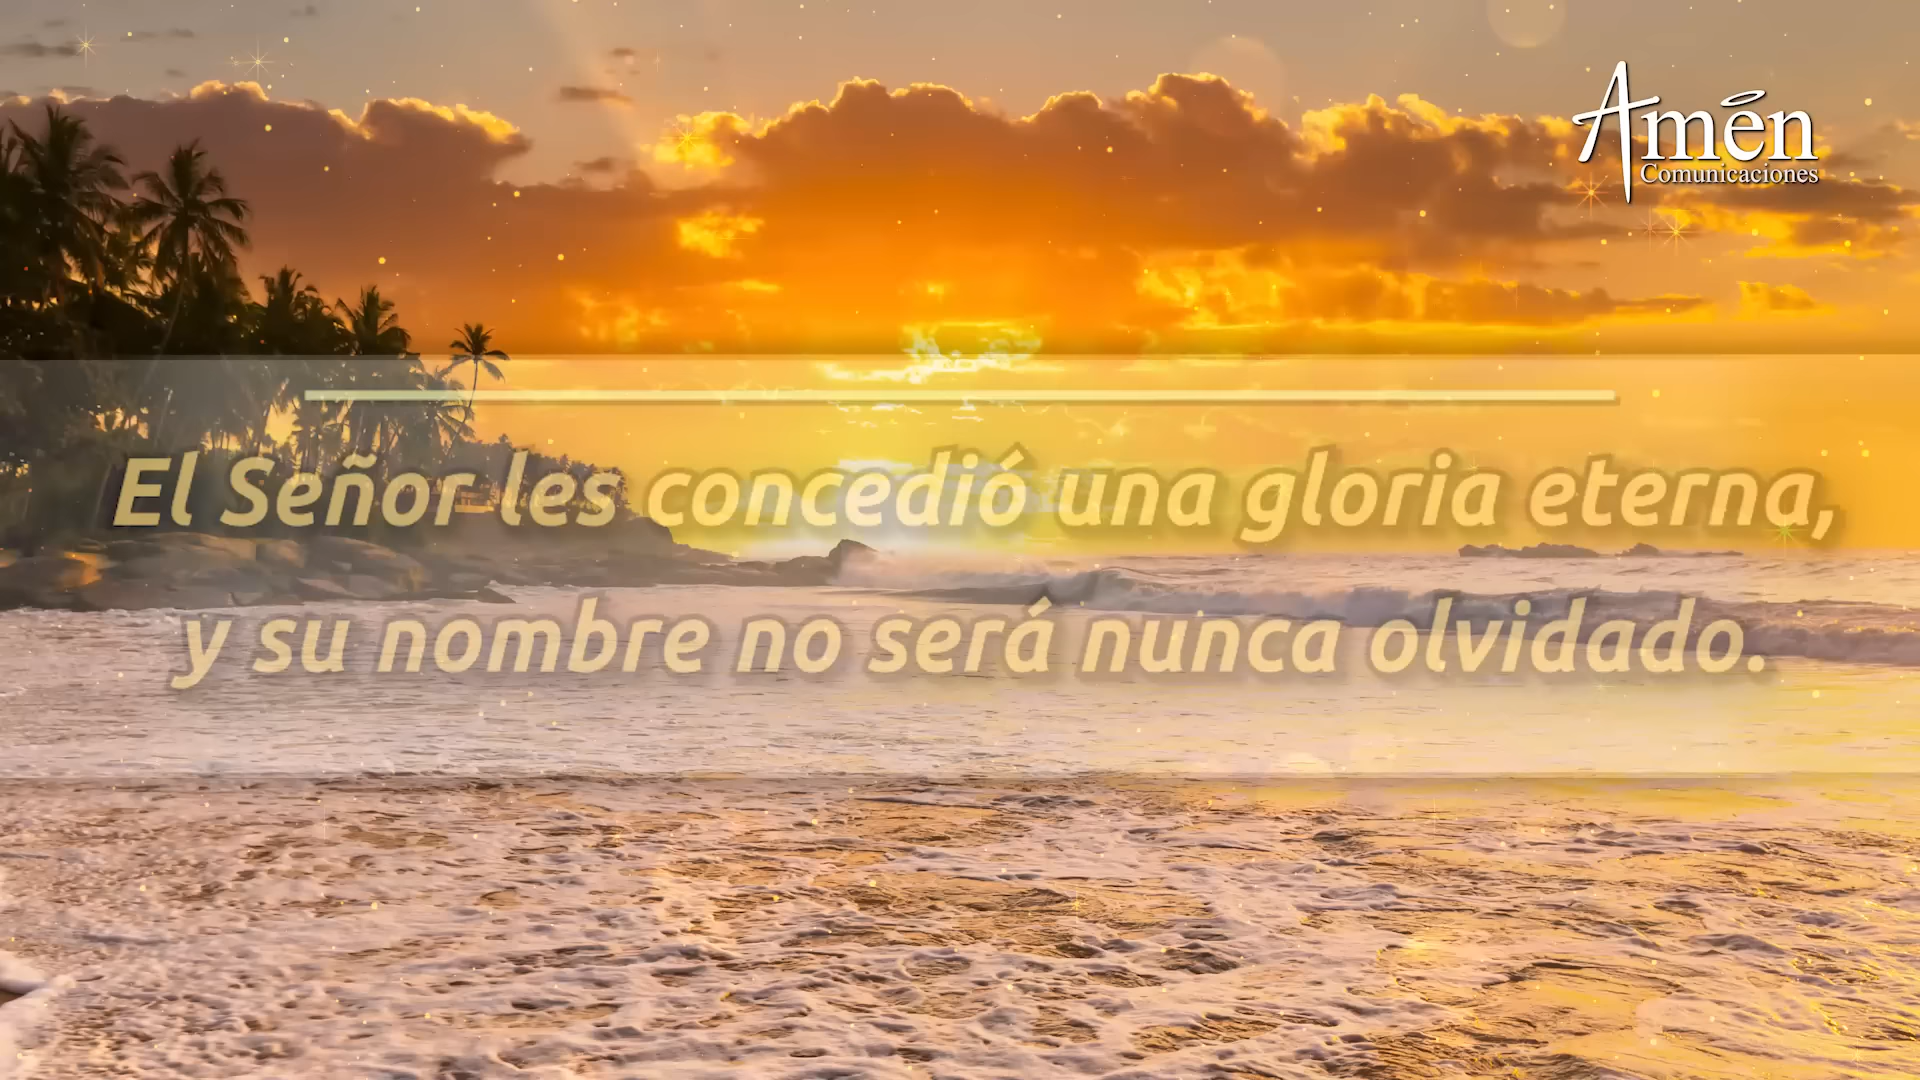 Amén
Comunicaciones
El Señor les concedió una gloria eterna,
y su nombre no será nunca olvidado.